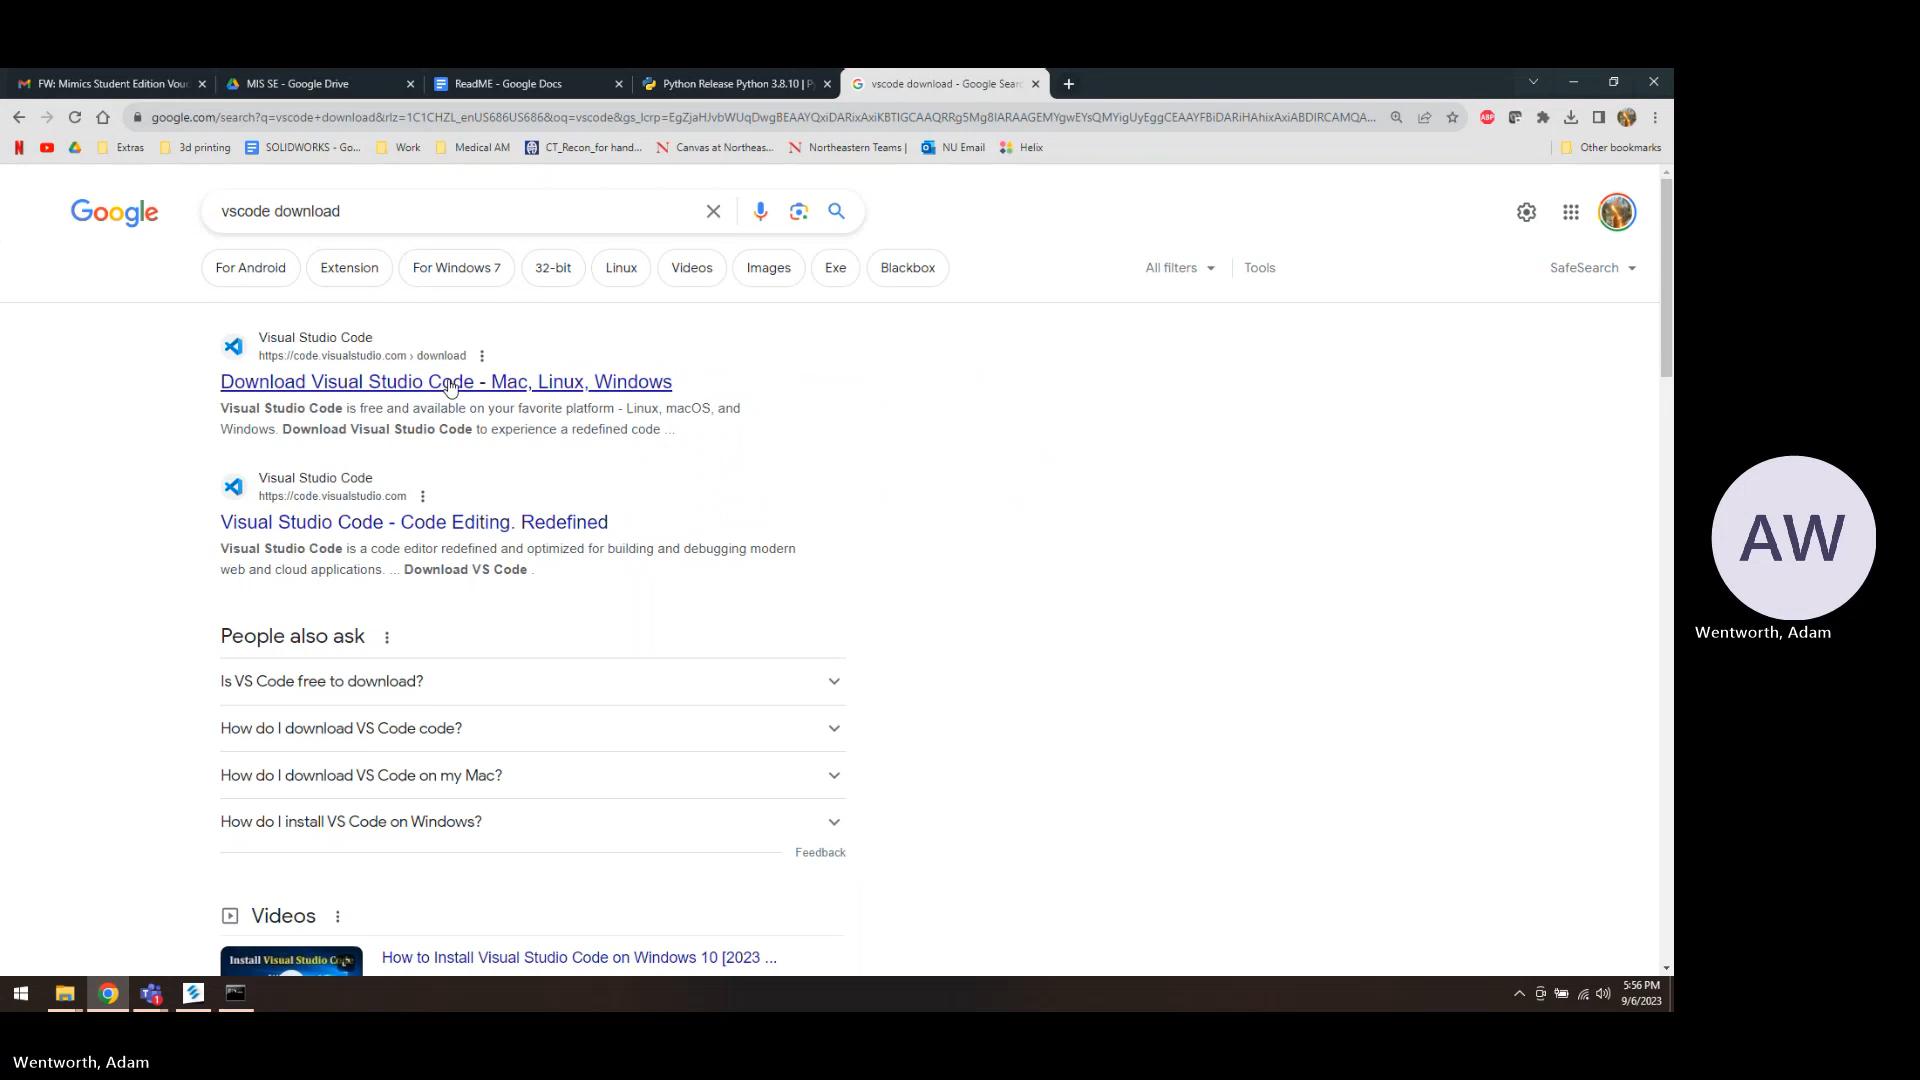 FW: Mimics Student Edition Vou
MIS SE - Google Drive
ReadME - Google Docs
Python Release Python 3.8.10 | P
vscode download - Google Searc
google.com/search?q=vscode+download&rlz=1C1CHZL_enUS686US686&oq=vscode&gs_lcrp=EgZjaHJvbWUqDwgBEAAYQxiDARixAxiKBTIGCAAQRRg5Mg8IARAAGEMYgwEYsQMYigUyEggCEAAYFBiDARiHAhixAxiABDIRCAMQA...
Extras
3d printing
SOLIDWORKS - Go...
Work
Medical AM
CT_Recon_for hand...
Canvas at Northeas...
Northeastern Teams |
NU Email
Helix
Other bookmarks
Google
vscode download
For Android
Extension
For Windows 7
32-bit
Linux
Videos
Images
Exe
Blackbox
All filters
Tools
SafeSearch
Visual Studio Code
https://code.visualstudio.com › download
Download Visual Studio Code - Mac, Linux, Windows
Visual Studio Code is free and available on your favorite platform - Linux, macOS, and
Windows. Download Visual Studio Code to experience a redefined code ...
Visual Studio Code
https://code.visualstudio.com
Visual Studio Code - Code Editing. Redefined
Visual Studio Code is a code editor redefined and optimized for building and debugging modern
web and cloud applications. ... Download VS Code .
People also ask
Is VS Code free to download?
How do I download VS Code code?
How do I download VS Code on my Mac?
How do I install VS Code on Windows?
Feedback
Videos
Install Visual Studio Code
How to Install Visual Studio Code on Windows 10 [2023 ...
5:56 PM
9/6/2023
AW
Wentworth, Adam
Wentworth, Adam